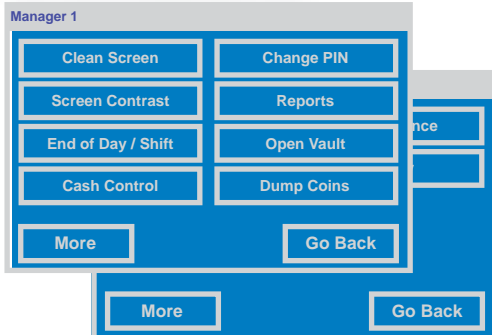 Manager 1
Clean Screen Change PIN
Screen Contrast Reports
End of Day / Shift Open Vault
Cash Control Dump Coins
More Go Back
nce
More Go Back